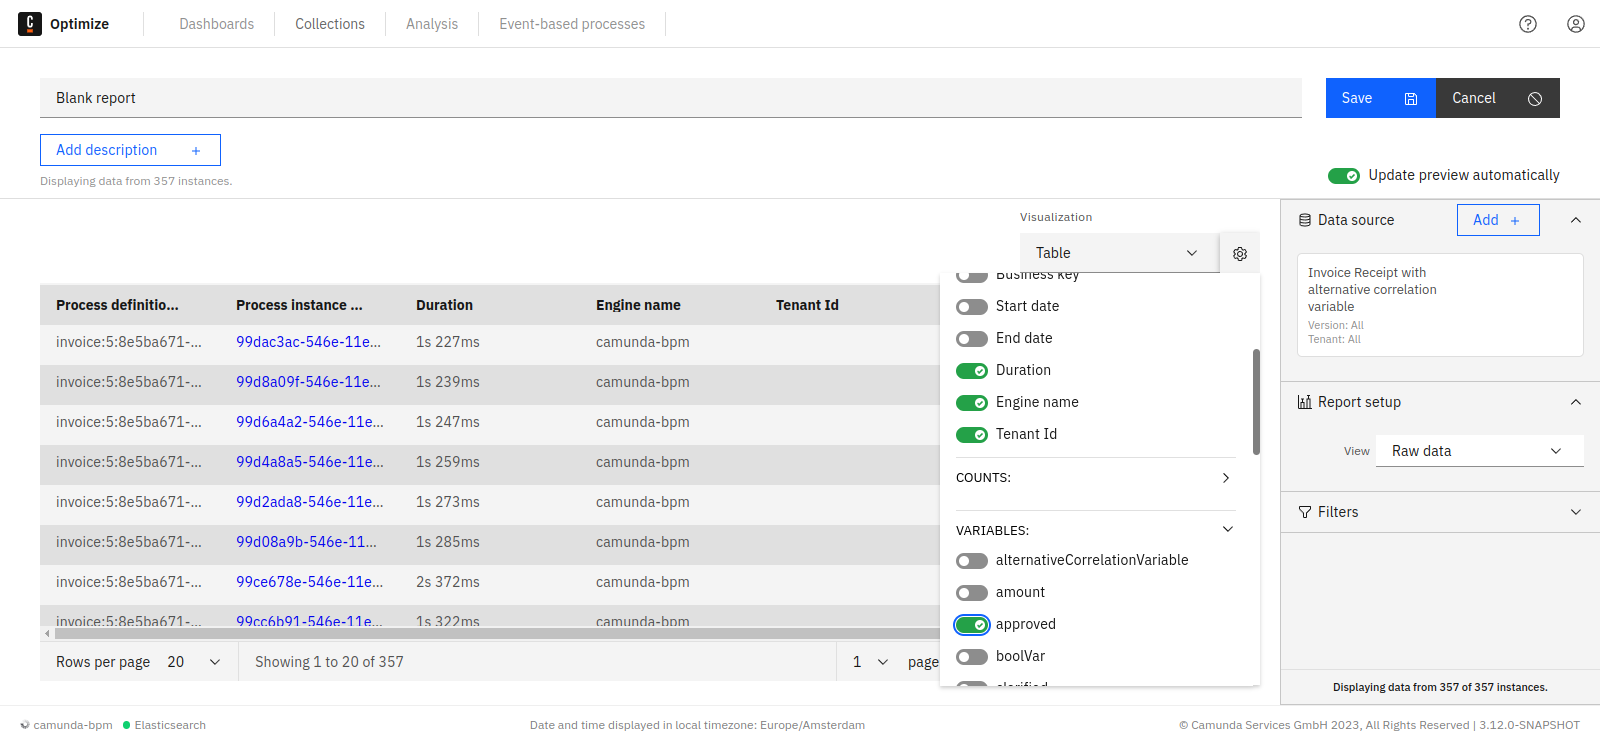 Optimize
Dashboards
Collections
Analysis
Event-based processes
Blank report
Save
Cancel
Add description +
Displaying data from 357 instances.
Update preview automatically
Visualization
Table
Process definitio... Process instance ... Duration Engine name Tenant Id
invoice:5:8e5ba671-... 99dac3ac-546e-11e... 1s 227ms camunda-bpm
invoice:5:8e5ba671-... 99d8a09f-546e-11e... 1s 239ms camunda-bpm
invoice:5:8e5ba671-... 99d6a4a2-546e-11e... 1s 247ms camunda-bpm
invoice:5:8e5ba671-... 99d4a8a5-546e-11e... 1s 259ms camunda-bpm
invoice:5:8e5ba671-... 99d2ada8-546e-11e... 1s 273ms camunda-bpm
invoice:5:8e5ba671-... 99d08a9b-546e-11... 1s 285ms camunda-bpm
invoice:5:8e5ba671-... 99ce678e-546e-11e... 2s 372ms camunda-bpm
invoice:5:8e5ba671-... 99cc6b91-546e-11e... 1s 322ms camunda-bpm
Rows per page 20
Showing 1 to 20 of 357
1 page
Business key
Start date
End date
Duration
Engine name
Tenant Id
COUNTS:
VARIABLES:
alternativeCorrelationVariable
amount
approved
boolVar
clarified
Data source
Add +
Invoice Receipt with
alternative correlation
variable
Version: All
Tenant: All
Report setup
View Raw data
Filters
Displaying data from 357 of 357 instances.
camunda-bpm
Elasticsearch
Date and time displayed in local timezone: Europe/Amsterdam
© Camunda Services GmbH 2023, All Rights Reserved | 3.12.0-SNAPSHOT